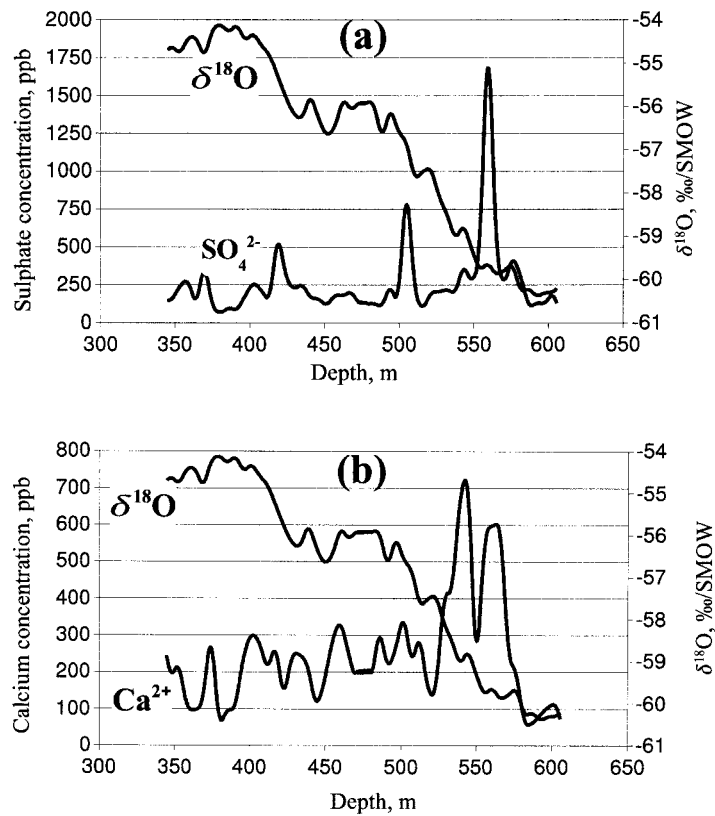 (a)
Sulphate concentration, ppb
2000
1750
1500
1250
1000
750
500
250
0
δ¹⁸O
SO₄²⁻
-54
-55
-56
-57
-58
-59
-60
-61
δ¹⁸O, ‰/SMOW
300 350 400 450 500 550 600 650
Depth, m
(b)
Calcium concentration, ppb
800
700
600
500
400
300
200
100
0
δ¹⁸O
Ca²⁺
-54
-55
-56
-57
-58
-59
-60
-61
δ¹⁸O, ‰/SMOW
300 350 400 450 500 550 600 650
Depth, m